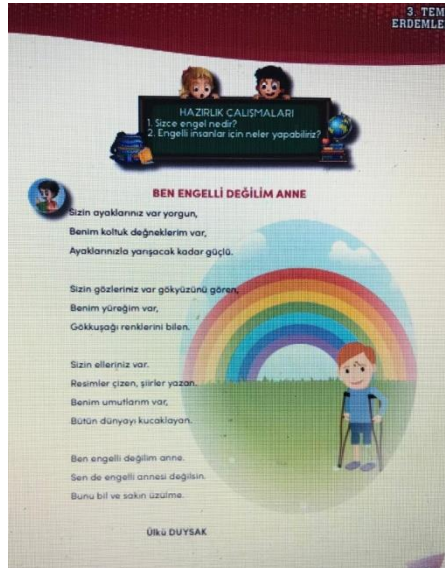 3. TEM
ERDEMLE
HAZIRLIK ÇALIŞMALARI
1. Sizce engel nedir?
2. Engelli insanlar için neler yapabiliriz?
BEN ENGELLİ DEĞİLİM ANNE
Sizin ayaklarınız var yorgun,
Benim koltuk değneklerim var,
Ayaklarınızla yarışacak kadar güçlü.
Sizin gözleriniz var gökyüzünü gören,
Benim yüreğim var,
Gökkuşağı renklerini bilen.
Sizin elleriniz var.
Resimler çizen, şiirler yazan.
Benim umutlarım var,
Bütün dünyayı kucaklayan.
Ben engelli değilim anne.
Sen de engelli annesi değilsin.
Bunu bil ve sakın üzülme.
Ülkü DUYSAK